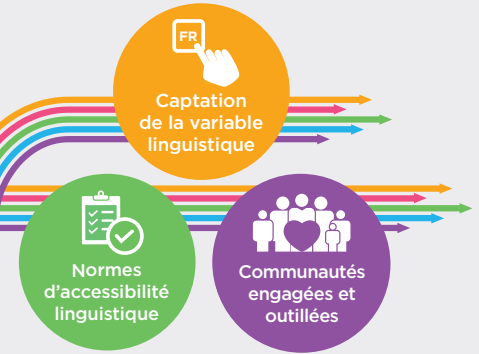 FR
Captation
de la variable
linguistique
Normes
d'accessibilité
linguistique
Communautés
engagées et
outillées